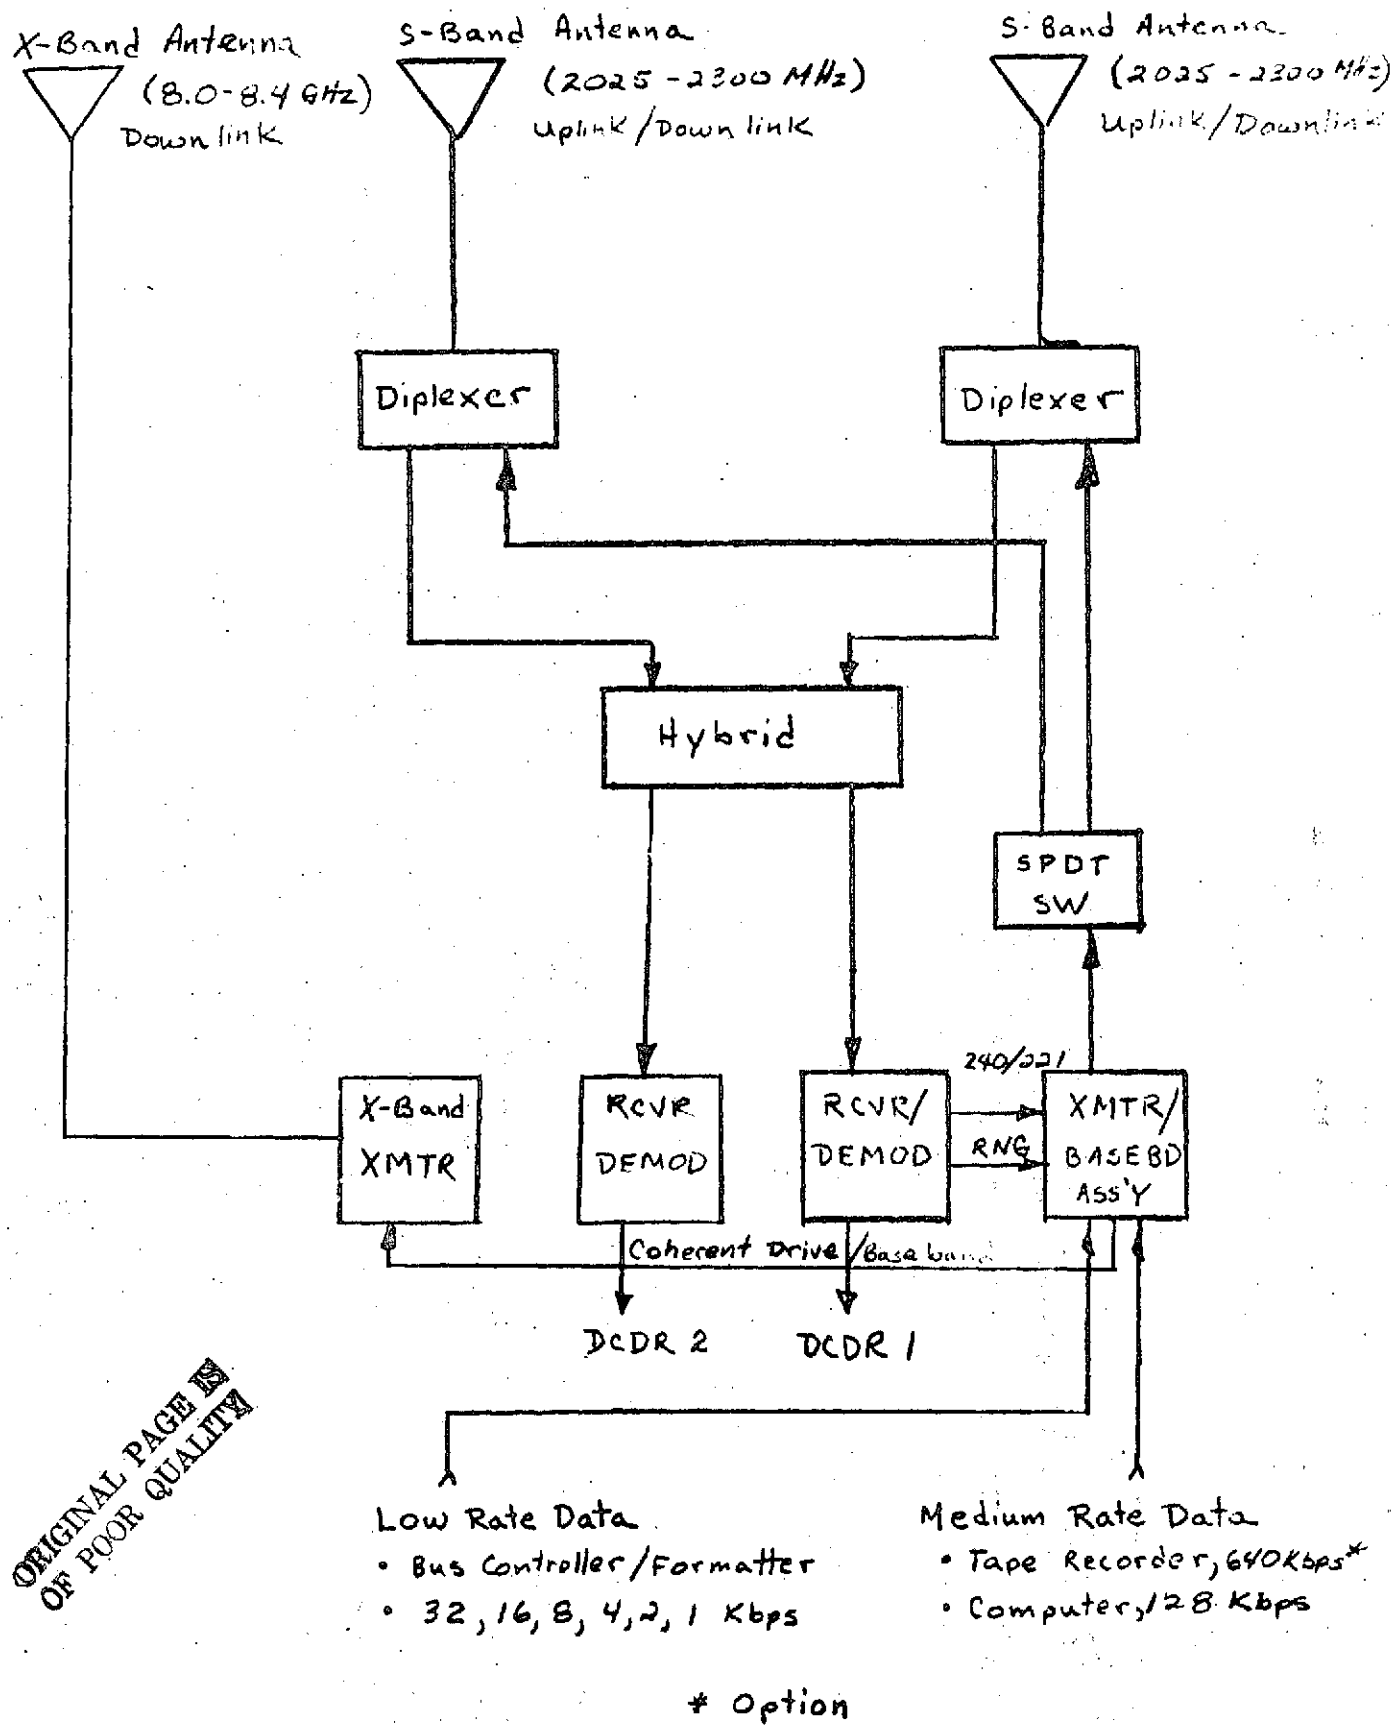 X-Band Antenna
(8.0-8.4 GHz)
Down link
S-Band Antenna
(2025-2300 MHz)
Uplink/Down link
S-Band Antenna
(2025-2300 MHz)
Uplink/Downlink
Diplexer
Diplexer
Hybrid
SPDT
SW
X-Band
XMTR
RCVR
DEMOD
RCVR/
DEMOD
240/221
RNG
XMTR/
BASEBD
ASS'Y
Coherent Drive/Baseband
DCDR 2
DCDR 1
Low Rate Data
• Bus Controller/Formatter
• 32, 16, 8, 4, 2, 1 Kbps
Medium Rate Data
• Tape Recorder, 640Kbps*
• Computer, 128 Kbps
* Option
ORIGINAL PAGE IS
OF POOR QUALITY